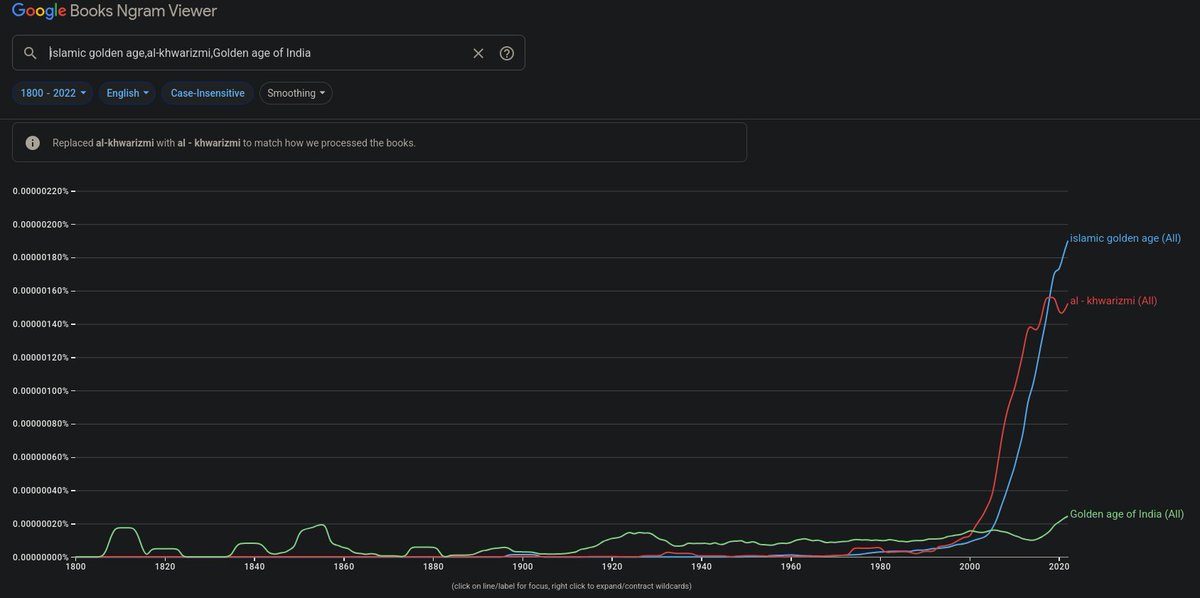 Google Books Ngram Viewer
islamic golden age,al-khwarizmi,Golden age of India
1800 - 2022 English Case-Insensitive Smoothing
Replaced al-khwarizmi with al - khwarizmi to match how we processed the books.
0.00000220%
0.00000200%
0.00000180%
0.00000160%
0.00000140%
0.00000120%
0.00000100%
0.00000080%
0.00000060%
0.00000040%
0.00000020%
0.00000000%
islamic golden age (All)
al - khwarizmi (All)
Golden age of India (All)
1800 1820 1840 1860 1880 1900 1920 1940 1960 1980 2000 2020
(click on line/label for focus, right click to expand/contract wildcards)